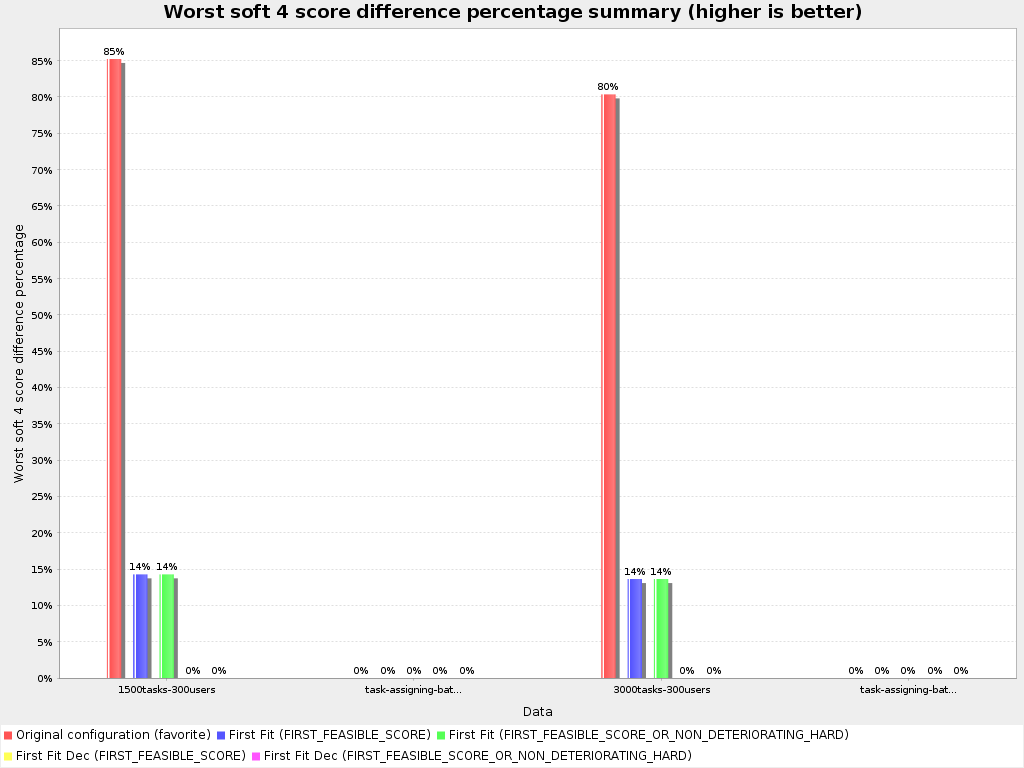 Worst soft 4 score difference percentage summary (higher is better)
Worst soft 4 score difference percentage
85%
80%
75%
70%
65%
60%
55%
50%
45%
40%
35%
30%
25%
20%
15%
10%
5%
0%
85%
14% 14% 0% 0%
0% 0% 0% 0% 0%
80%
14% 14% 0% 0%
0% 0% 0% 0% 0%
1500tasks-300users task-assigning-bat... 3000tasks-300users task-assigning-bat...
Data
Original configuration (favorite) First Fit (FIRST_FEASIBLE_SCORE) First Fit (FIRST_FEASIBLE_SCORE_OR_NON_DETERIORATING_HARD)
First Fit Dec (FIRST_FEASIBLE_SCORE) First Fit Dec (FIRST_FEASIBLE_SCORE_OR_NON_DETERIORATING_HARD)